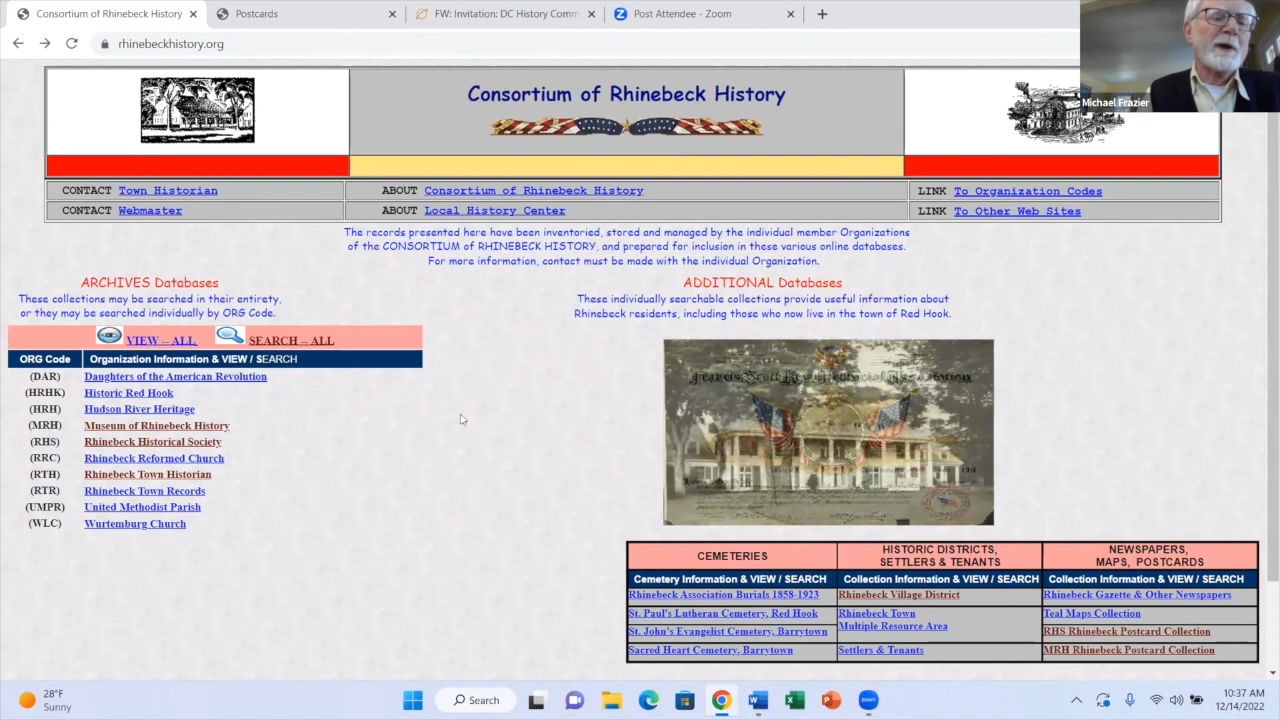 Consortium of Rhinebeck History
Postcards
FW: Invitation: DC History Comm
Post Attendee - Zoom
rhinebeckhistory.org
Michael Frazier
Consortium of Rhinebeck History
CONTACT Town Historian
ABOUT Consortium of Rhinebeck History
LINK To Organization Codes
CONTACT Webmaster
ABOUT Local History Center
LINK To Other Web Sites
The records presented here have been inventoried, stored and managed by the individual member Organizations
of the CONSORTIUM of RHINEBECK HISTORY, and prepared for inclusion in these various online databases.
For more information, contact must be made with the individual Organization.
ARCHIVES Databases
These collections may be searched in their entirety,
or they may be searched individually by ORG Code.
VIEW -- ALL
SEARCH -- ALL
ORG Code Organization Information & VIEW / SEARCH
(DAR) Daughters of the American Revolution
(HRHK) Historic Red Hook
(HRH) Hudson River Heritage
(MRH) Museum of Rhinebeck History
(RHS) Rhinebeck Historical Society
(RRC) Rhinebeck Reformed Church
(RTH) Rhinebeck Town Historian
(RTR) Rhinebeck Town Records
(UMPR) United Methodist Parish
(WLC) Wurtemburg Church
ADDITIONAL Databases
These individually searchable collections provide useful information about
Rhinebeck residents, including those who now live in the town of Red Hook.
Francis Scott Key Memorial Association
CEMETERIES
Cemetery Information & VIEW / SEARCH
Rhinebeck Association Burials 1858-1923
St. Paul's Lutheran Cemetery, Red Hook
St. John's Evangelist Cemetery, Barrytown
Sacred Heart Cemetery, Barrytown
HISTORIC DISTRICTS,
SETTLERS & TENANTS
Collection Information & VIEW / SEARCH
Rhinebeck Village District
Rhinebeck Town
Multiple Resource Area
Settlers & Tenants
NEWSPAPERS,
MAPS, POSTCARDS
Collection Information & VIEW / SEARCH
Rhinebeck Gazette & Other Newspapers
Teal Maps Collection
RHS Rhinebeck Postcard Collection
MRH Rhinebeck Postcard Collection
28°F
Sunny
Search
10:37 AM
12/14/2022